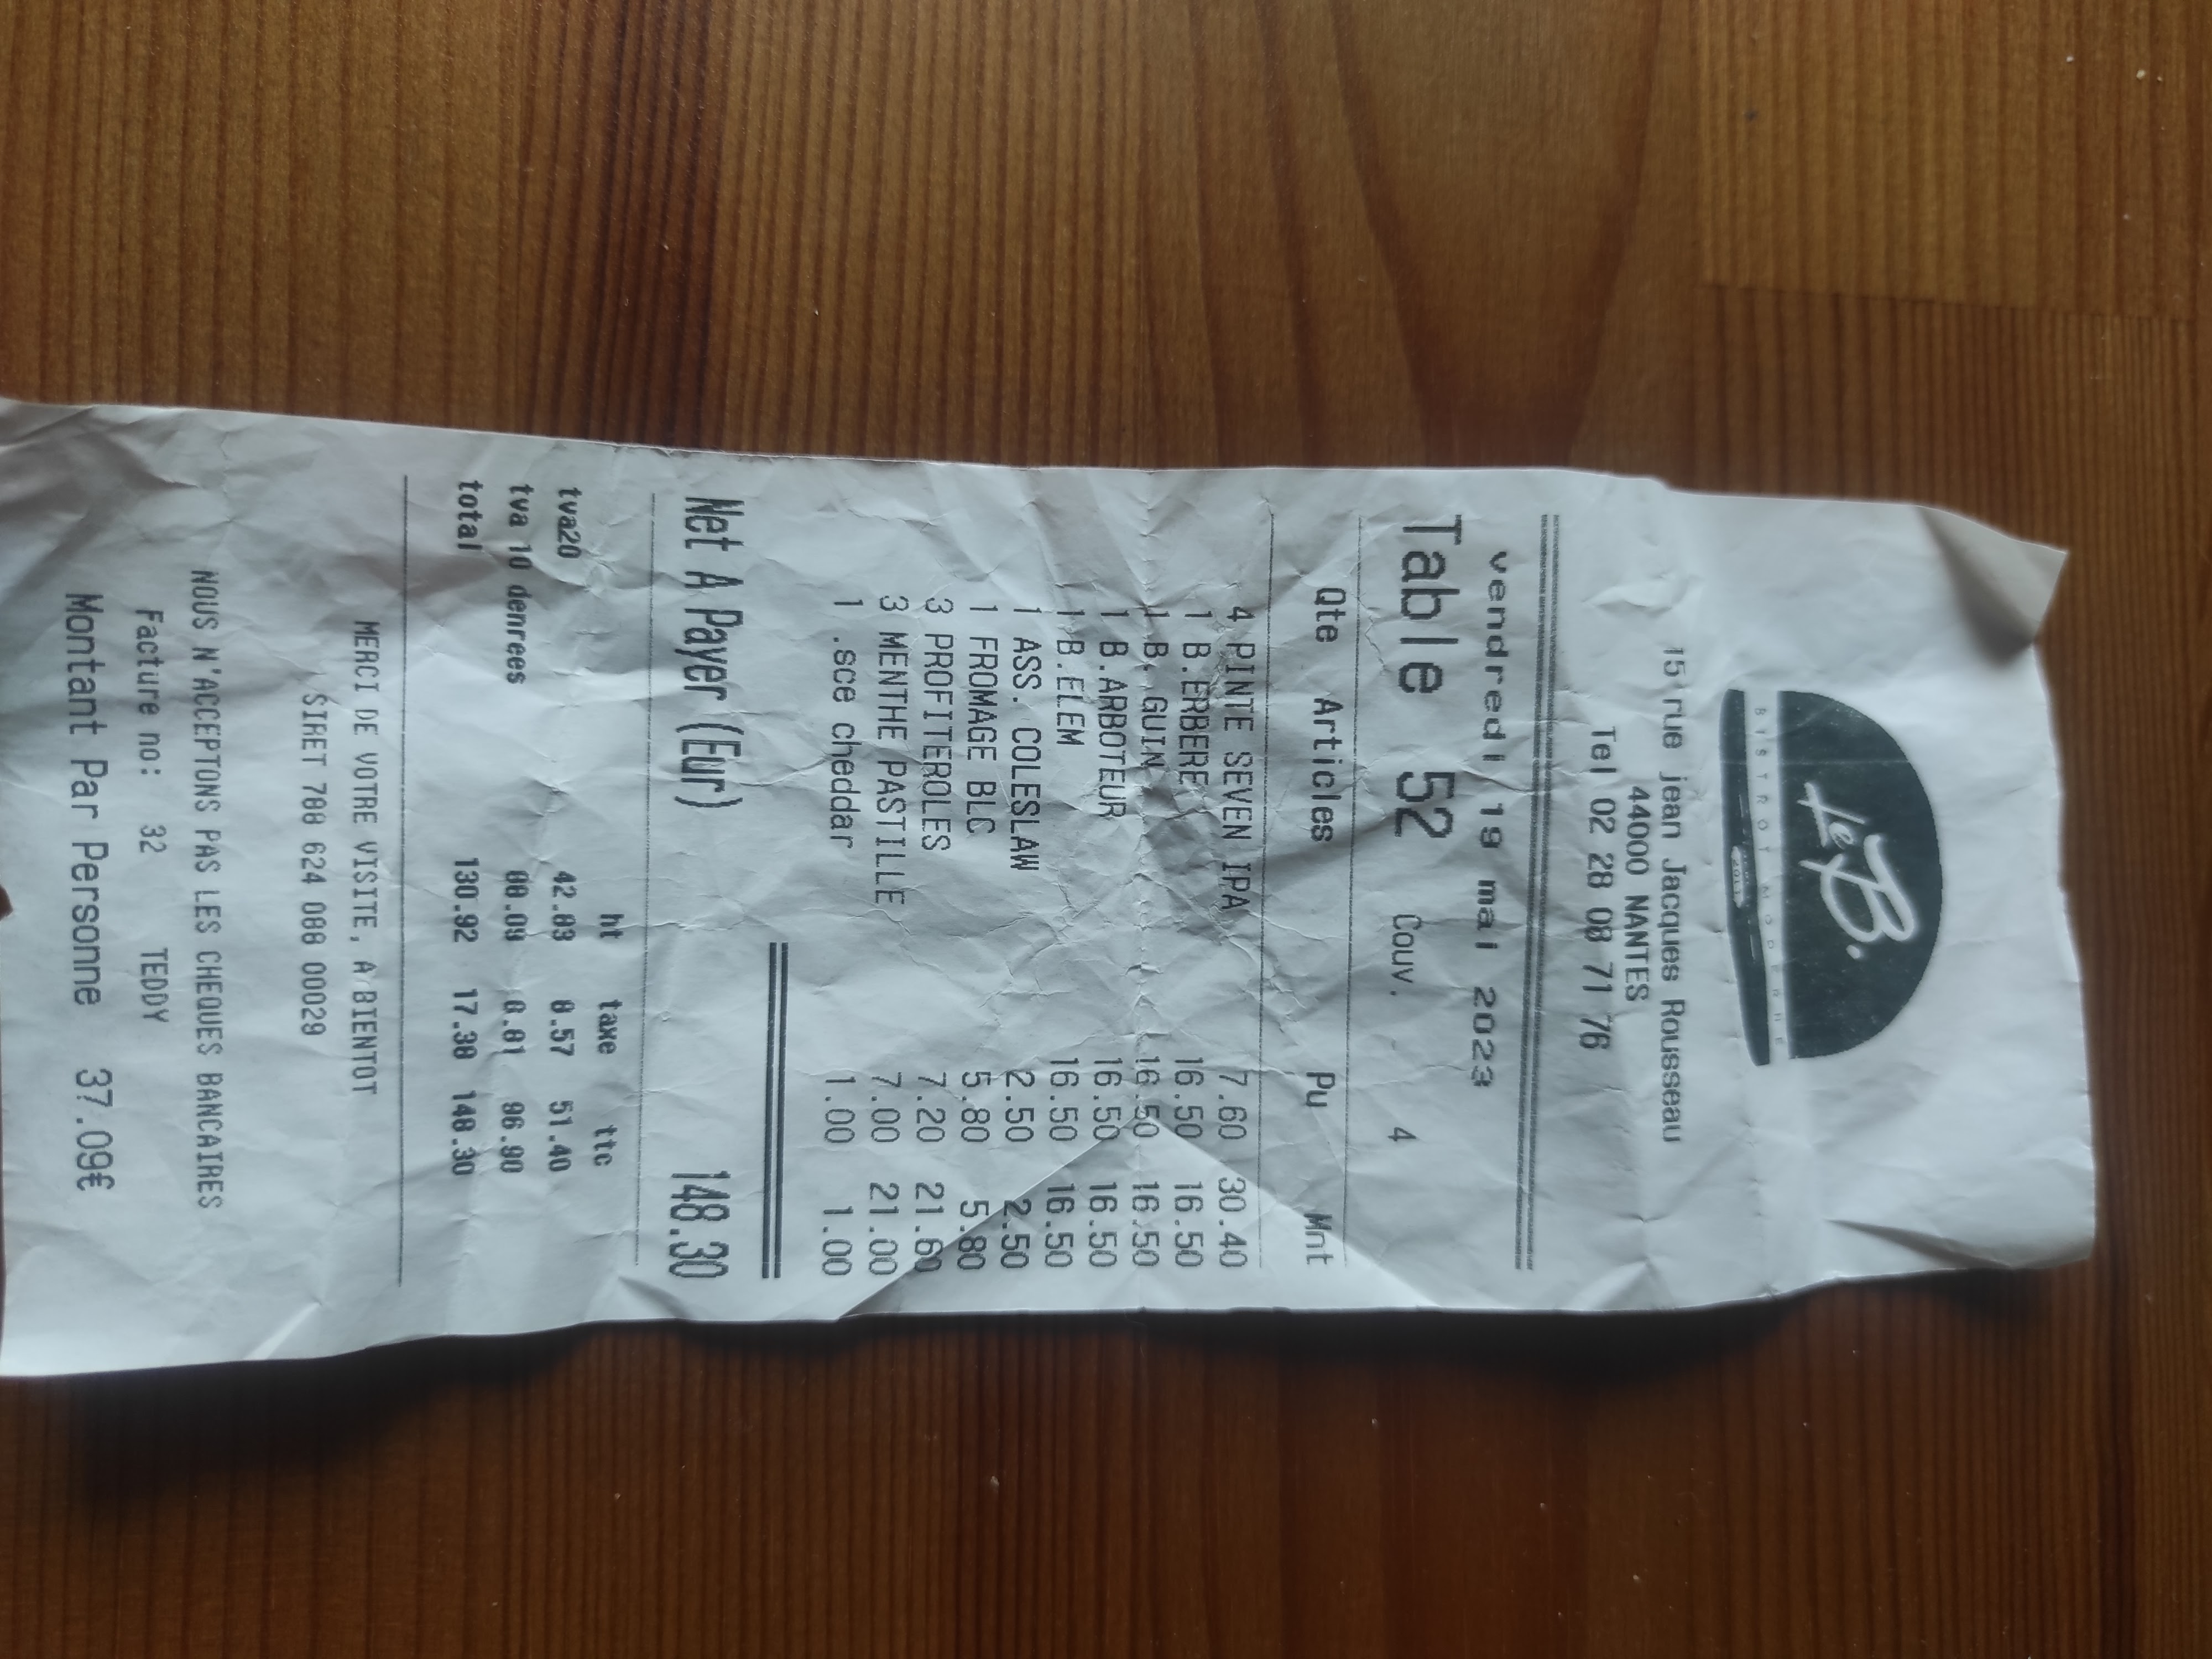 Le B.
BISTROT MODERNE
15 rue jean Jacques Rousseau
44000 NANTES
Tel 02 28 08 71 76
vendredi 19 mai 2023
Table 52 Couv. 4
Qte Articles Pu Mnt
4 PINTE SEVEN IPA 7.60 30.40
1 B.ERBERE 16.50 16.50
1 B. GUIN 16.50 16.50
1 B.ARBOTEUR 16.50 16.50
1 B.ELEM 16.50 16.50
1 ASS. COLESLAW 2.50 2.50
1 FROMAGE BLC 5.80 5.80
3 PROFITEROLES 7.20 21.60
3 MENTHE PASTILLE 7.00 21.00
1 .sce cheddar 1.00 1.00
Net A Payer (Eur) 148.30
ht taxe ttc
tva20 42.83 8.57 51.40
tva 10 denrees 88.09 8.81 96.90
total 130.92 17.38 148.30
MERCI DE VOTRE VISITE, A BIENTOT
SIRET 788 624 088 00029
NOUS N'ACCEPTONS PAS LES CHEQUES BANCAIRES
Facture no: 32 TEDDY
Montant Par Personne 37.09€